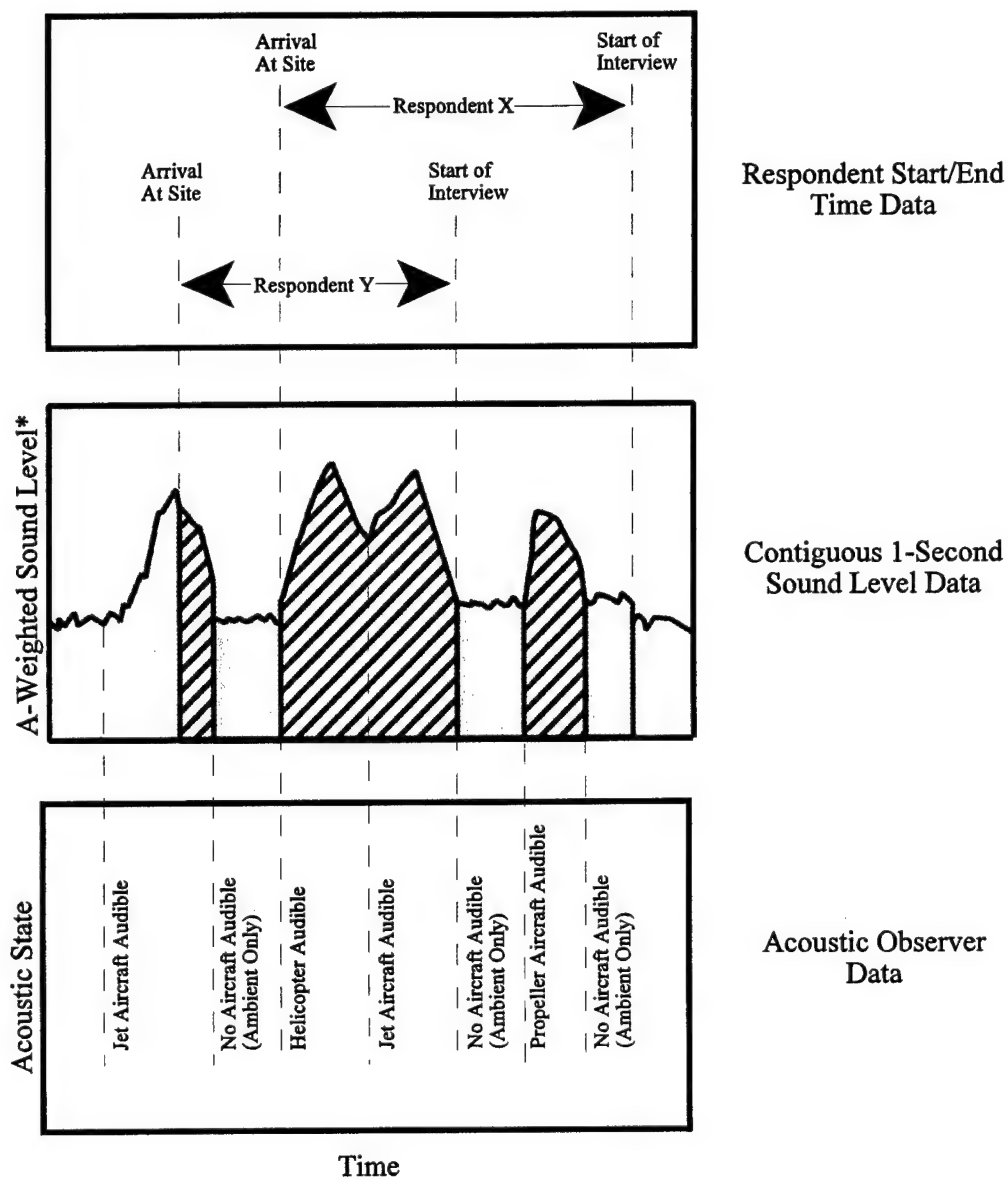 Arrival
At Site
Start of
Interview
Respondent X
Arrival
At Site
Start of
Interview
Respondent Y
Respondent Start/End
Time Data
A-Weighted Sound Level*
Contiguous 1-Second
Sound Level Data
Acoustic State
Jet Aircraft Audible
No Aircraft Audible
(Ambient Only)
Helicopter Audible
Jet Aircraft Audible
No Aircraft Audible
(Ambient Only)
Propeller Aircraft Audible
No Aircraft Audible
(Ambient Only)
Acoustic Observer
Data
Time